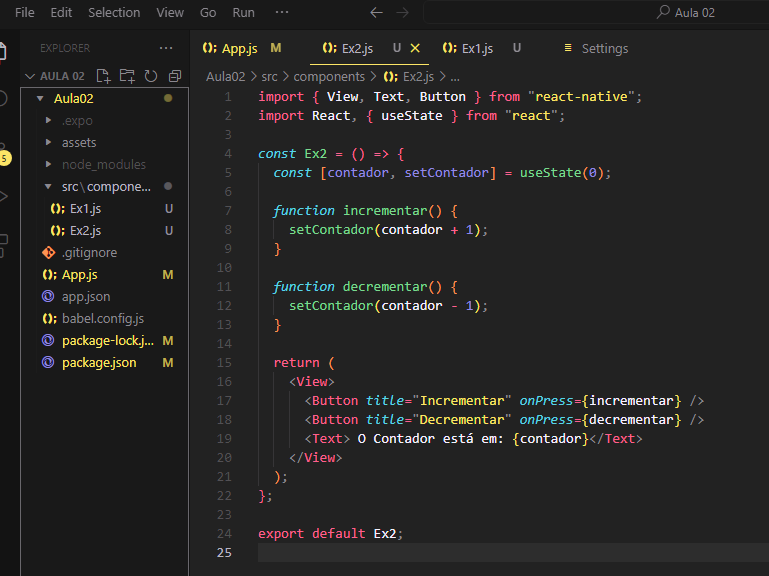 File Edit Selection View Go Run ··· ← → Aula 02
EXPLORER ···
App.js M Ex2.js U × Ex1.js U Settings
AULA 02
Aula02 > src > components > Ex2.js > ...
Aula02
.expo
assets
node_modules
src\compone...
Ex1.js U
Ex2.js U
.gitignore
App.js M
app.json
babel.config.js
package-lock.j... M
package.json M
5
1 import { View, Text, Button } from "react-native";
2 import React, { useState } from "react";
3
4 const Ex2 = () => {
5 const [contador, setContador] = useState(0);
6
7 function incrementar() {
8 setContador(contador + 1);
9 }
10
11 function decrementar() {
12 setContador(contador - 1);
13 }
14
15 return (
16 <View>
17 <Button title="Incrementar" onPress={incrementar} />
18 <Button title="Decrementar" onPress={decrementar} />
19 <Text> O Contador está em: {contador}</Text>
20 </View>
21 );
22 };
23
24 export default Ex2;
25